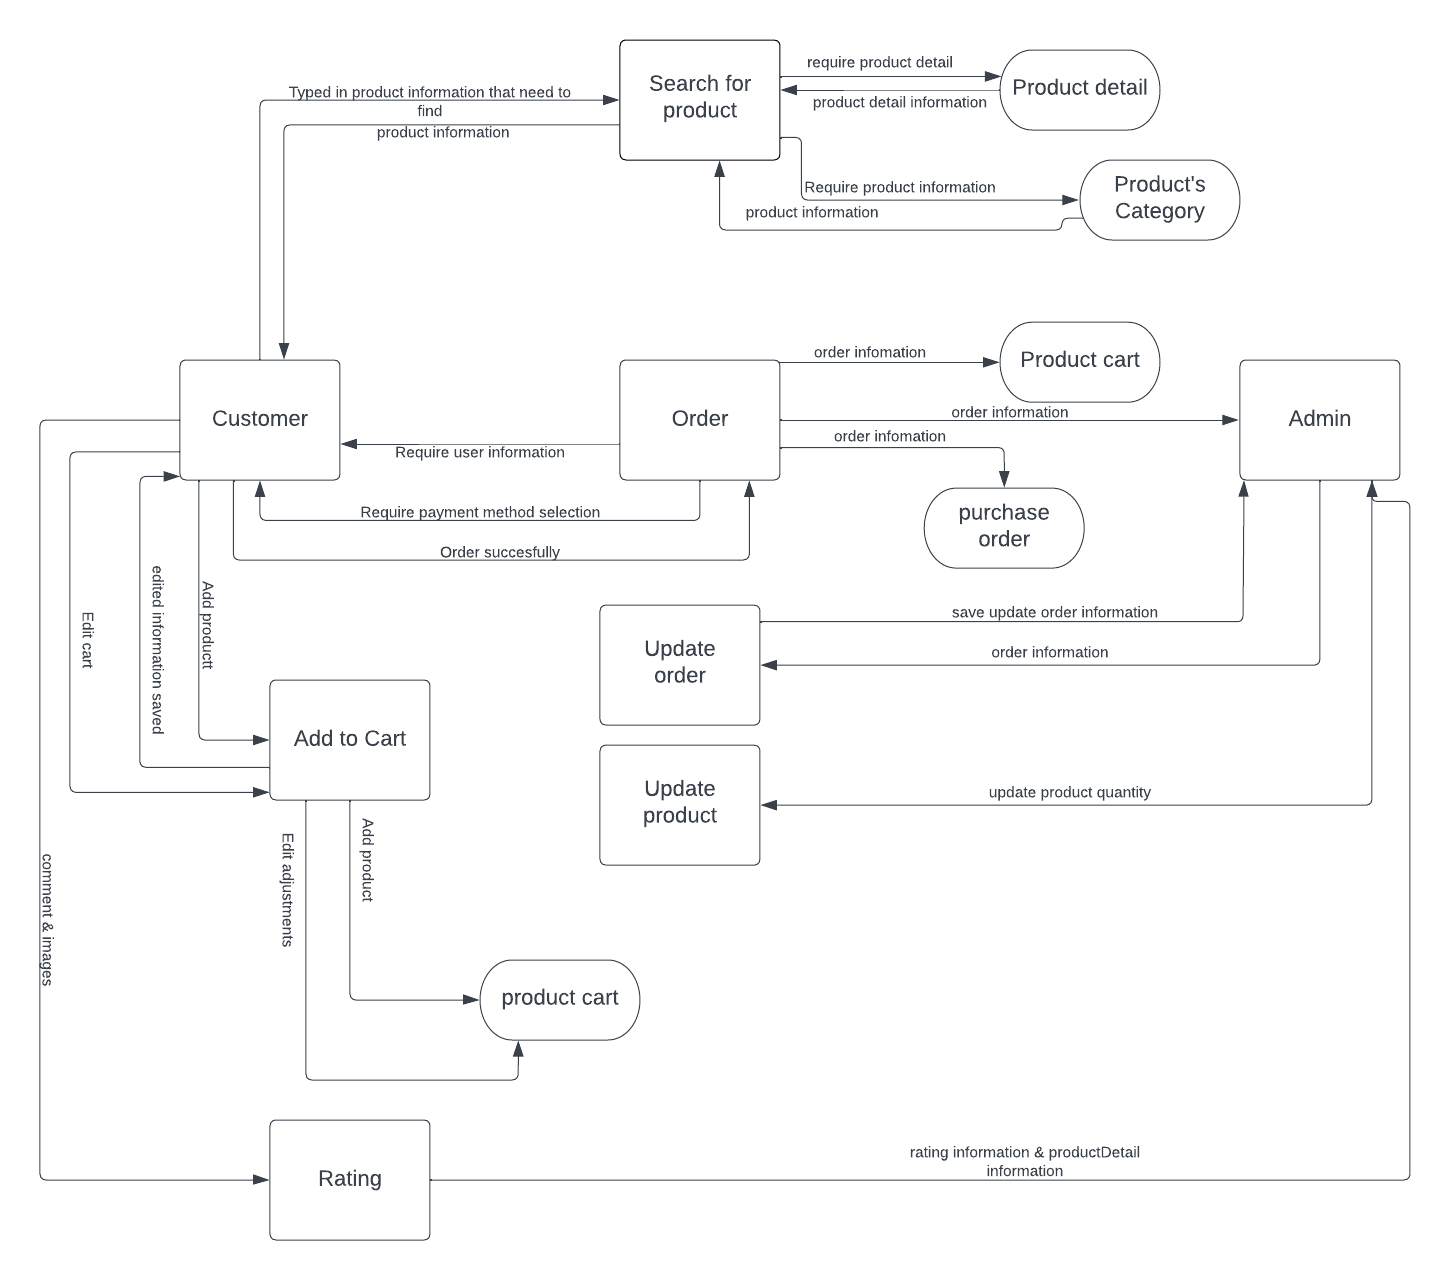 Search for
product
require product detail
Product detail
product detail information
Typed in product information that need to
find
product information
Require product information
product information
Product's
Category
Customer
Order
order infomation
Product cart
order information
Admin
order infomation
Require user information
purchase
order
Require payment method selection
Order succesfully
Edit cart
edited information saved
Add productt
Update
order
save update order information
order information
Add to Cart
Update
product
update product quantity
comment & images
Edit adjustments
Add product
product cart
Rating
rating information & productDetail
information